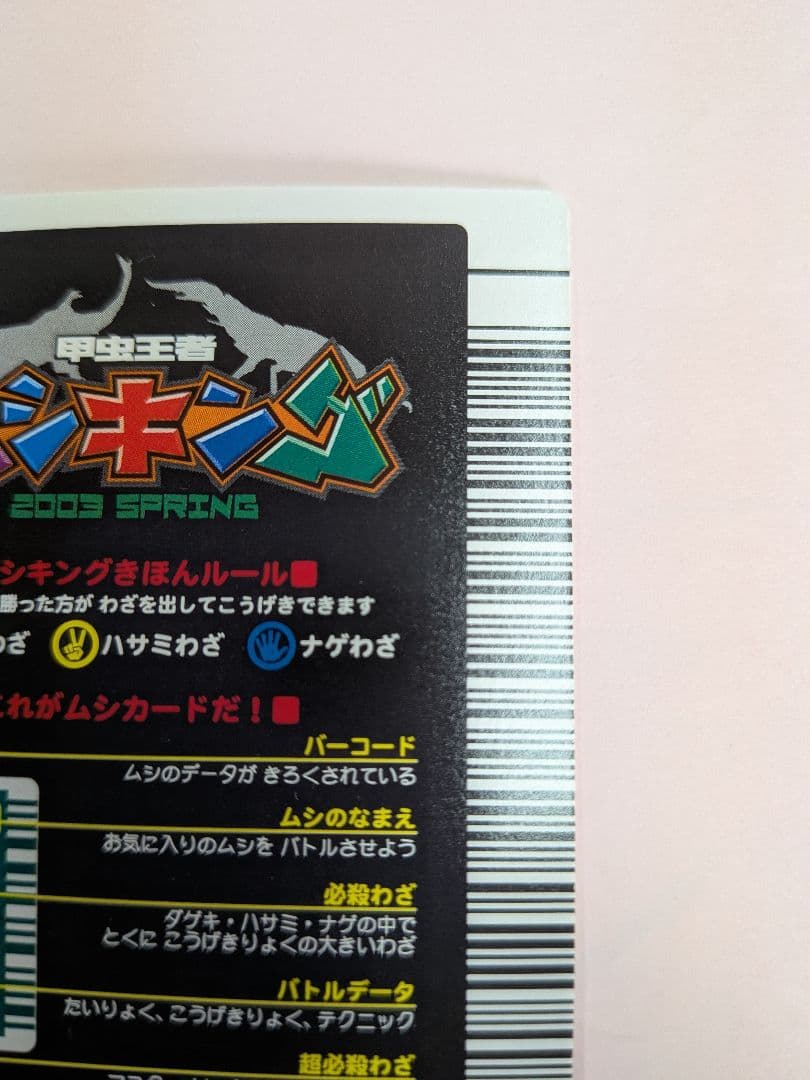 甲虫王者
シキング
2003 SPRING
シキングきほんルール■
勝った方が わざを出してこうげきできます
わざ ハサミわざ ナゲわざ
これがムシカードだ！■
バーコード
ムシのデータが きろくされている
ムシのなまえ
お気に入りのムシを バトルさせよう
必殺わざ
ダゲキ・ハサミ・ナゲの中で
とくに こうげきりょくの大きいわざ
バトルデータ
たいりょく、こうげきりょく、テクニック
超必殺わざ